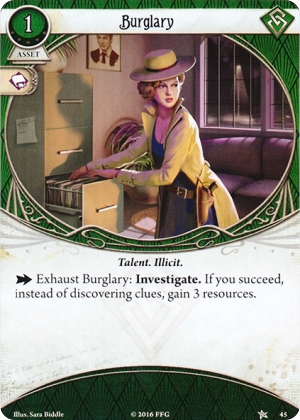 Burglary
1
ASSET
Talent. Illicit.
Exhaust Burglary: Investigate. If you succeed,
instead of discovering clues, gain 3 resources.
Illus. Sara Biddle
© 2016 FFG
45